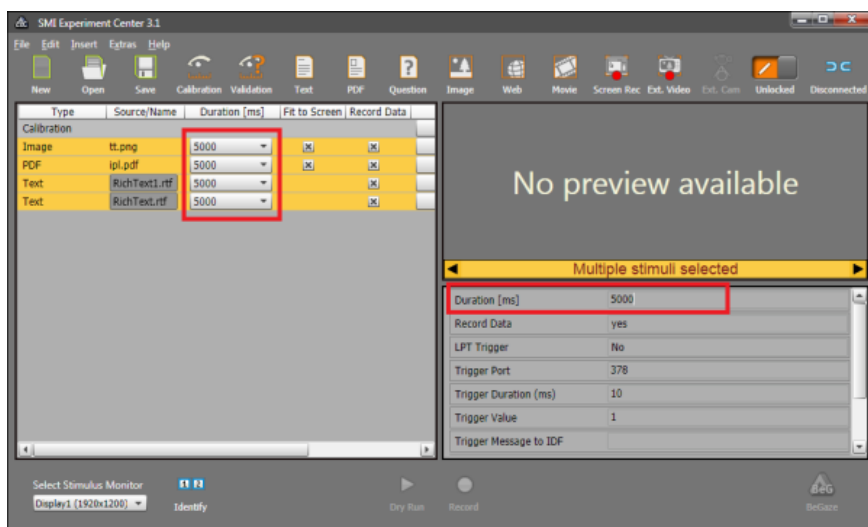 SMI Experiment Center 3.1
File Edit Insert Extras Help
New Open Save Calibration Validation Text PDF Question Image Web Movie Screen Rec Ext. Video Ext. Cam Unlocked Disconnected
Type Source/Name Duration [ms] Fit to Screen Record Data
Calibration
Image tt.png 5000
PDF ipl.pdf 5000
Text RichText1.rtf 5000
Text RichText.rtf 5000
No preview available
Multiple stimuli selected
Duration [ms] 5000
Record Data yes
LPT Trigger No
Trigger Port 378
Trigger Duration (ms) 10
Trigger Value 1
Trigger Message to IDF
Select Stimulus Monitor 1 2
Display1 (1920x1200) Identify Dry Run Record BeGaze
BeG